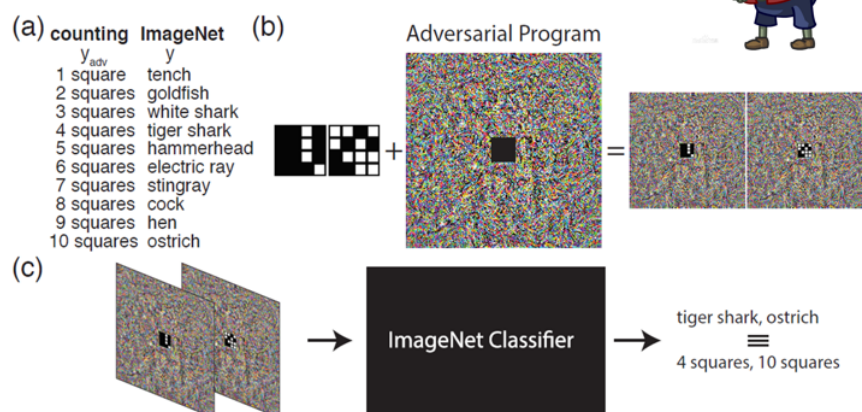 (a) counting ImageNet
y_adv y
1 square tench
2 squares goldfish
3 squares white shark
4 squares tiger shark
5 squares hammerhead
6 squares electric ray
7 squares stingray
8 squares cock
9 squares hen
10 squares ostrich
(b)
Adversarial Program
+
=
(c)
ImageNet Classifier
tiger shark, ostrich
≡
4 squares, 10 squares